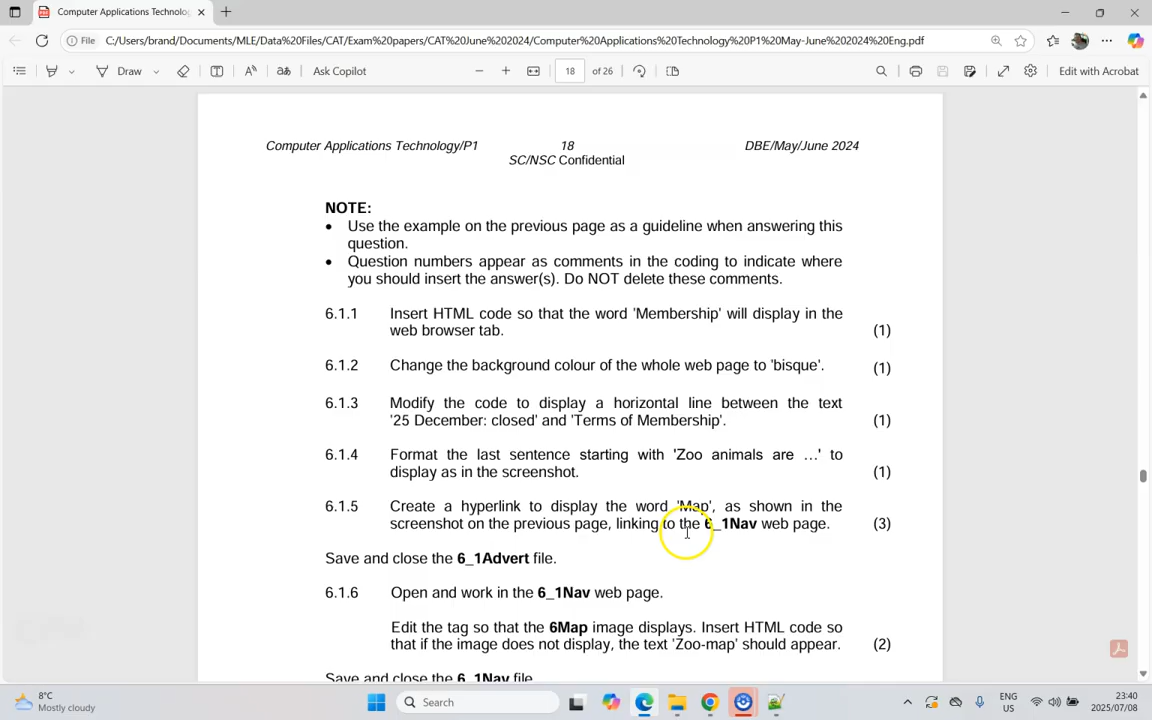 Computer Applications Technolo
C:/Users/brand/Documents/MLE/Data%20Files/CAT/Exam%20papers/CAT%20June%202024/Computer%20Applications%20Technology%20P1%20May-June%202024%20Eng.pdf
File
Draw
Ask Copilot
18
of 26
Edit with Acrobat
Computer Applications Technology/P1
18
DBE/May/June 2024
SC/NSC Confidential
NOTE:
• Use the example on the previous page as a guideline when answering this
question.
• Question numbers appear as comments in the coding to indicate where
you should insert the answer(s). Do NOT delete these comments.
6.1.1 Insert HTML code so that the word 'Membership' will display in the
web browser tab. (1)
6.1.2 Change the background colour of the whole web page to 'bisque'. (1)
6.1.3 Modify the code to display a horizontal line between the text
'25 December: closed' and 'Terms of Membership'. (1)
6.1.4 Format the last sentence starting with 'Zoo animals are …' to
display as in the screenshot. (1)
6.1.5 Create a hyperlink to display the word 'Map', as shown in the
screenshot on the previous page, linking to the 6_1Nav web page. (3)
Save and close the 6_1Advert file.
6.1.6 Open and work in the 6_1Nav web page.
Edit the tag so that the 6Map image displays. Insert HTML code so
that if the image does not display, the text 'Zoo-map' should appear. (2)
Save and close the 6_1Nav file.
8°C
Mostly cloudy
Search
ENG
US
23:40
2025/07/08